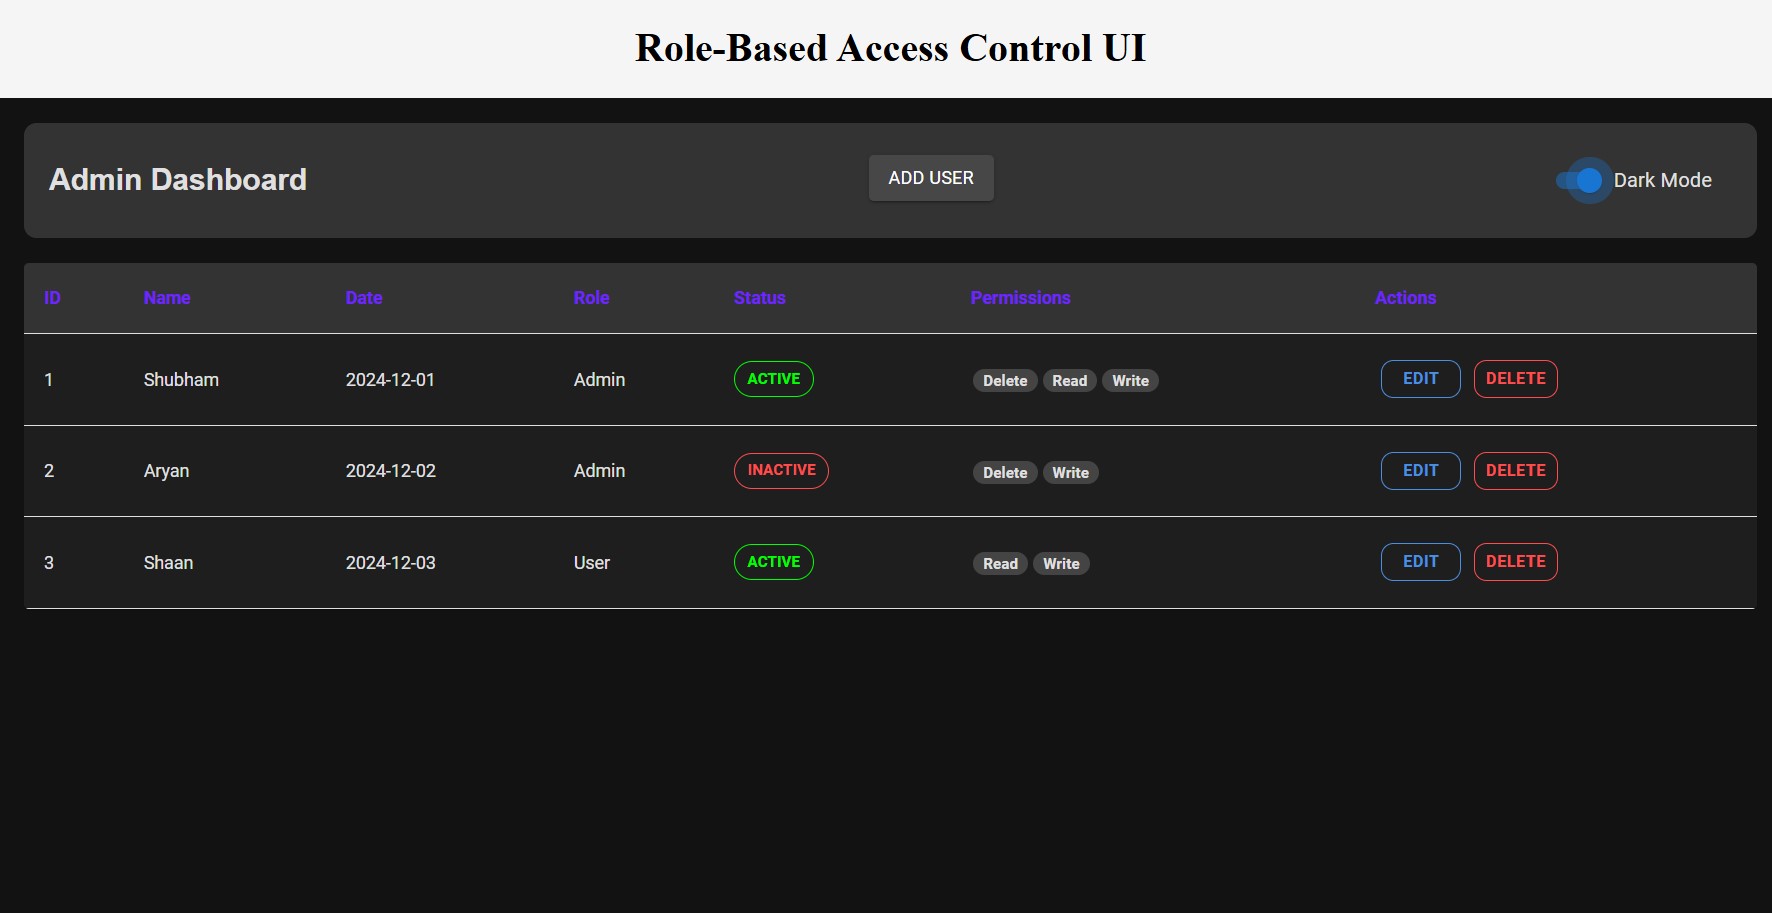 Role-Based Access Control UI
Admin Dashboard ADD USER Dark Mode
ID Name Date Role Status Permissions Actions
1 Shubham 2024-12-01 Admin ACTIVE Delete Read Write EDIT DELETE
2 Aryan 2024-12-02 Admin INACTIVE Delete Write EDIT DELETE
3 Shaan 2024-12-03 User ACTIVE Read Write EDIT DELETE